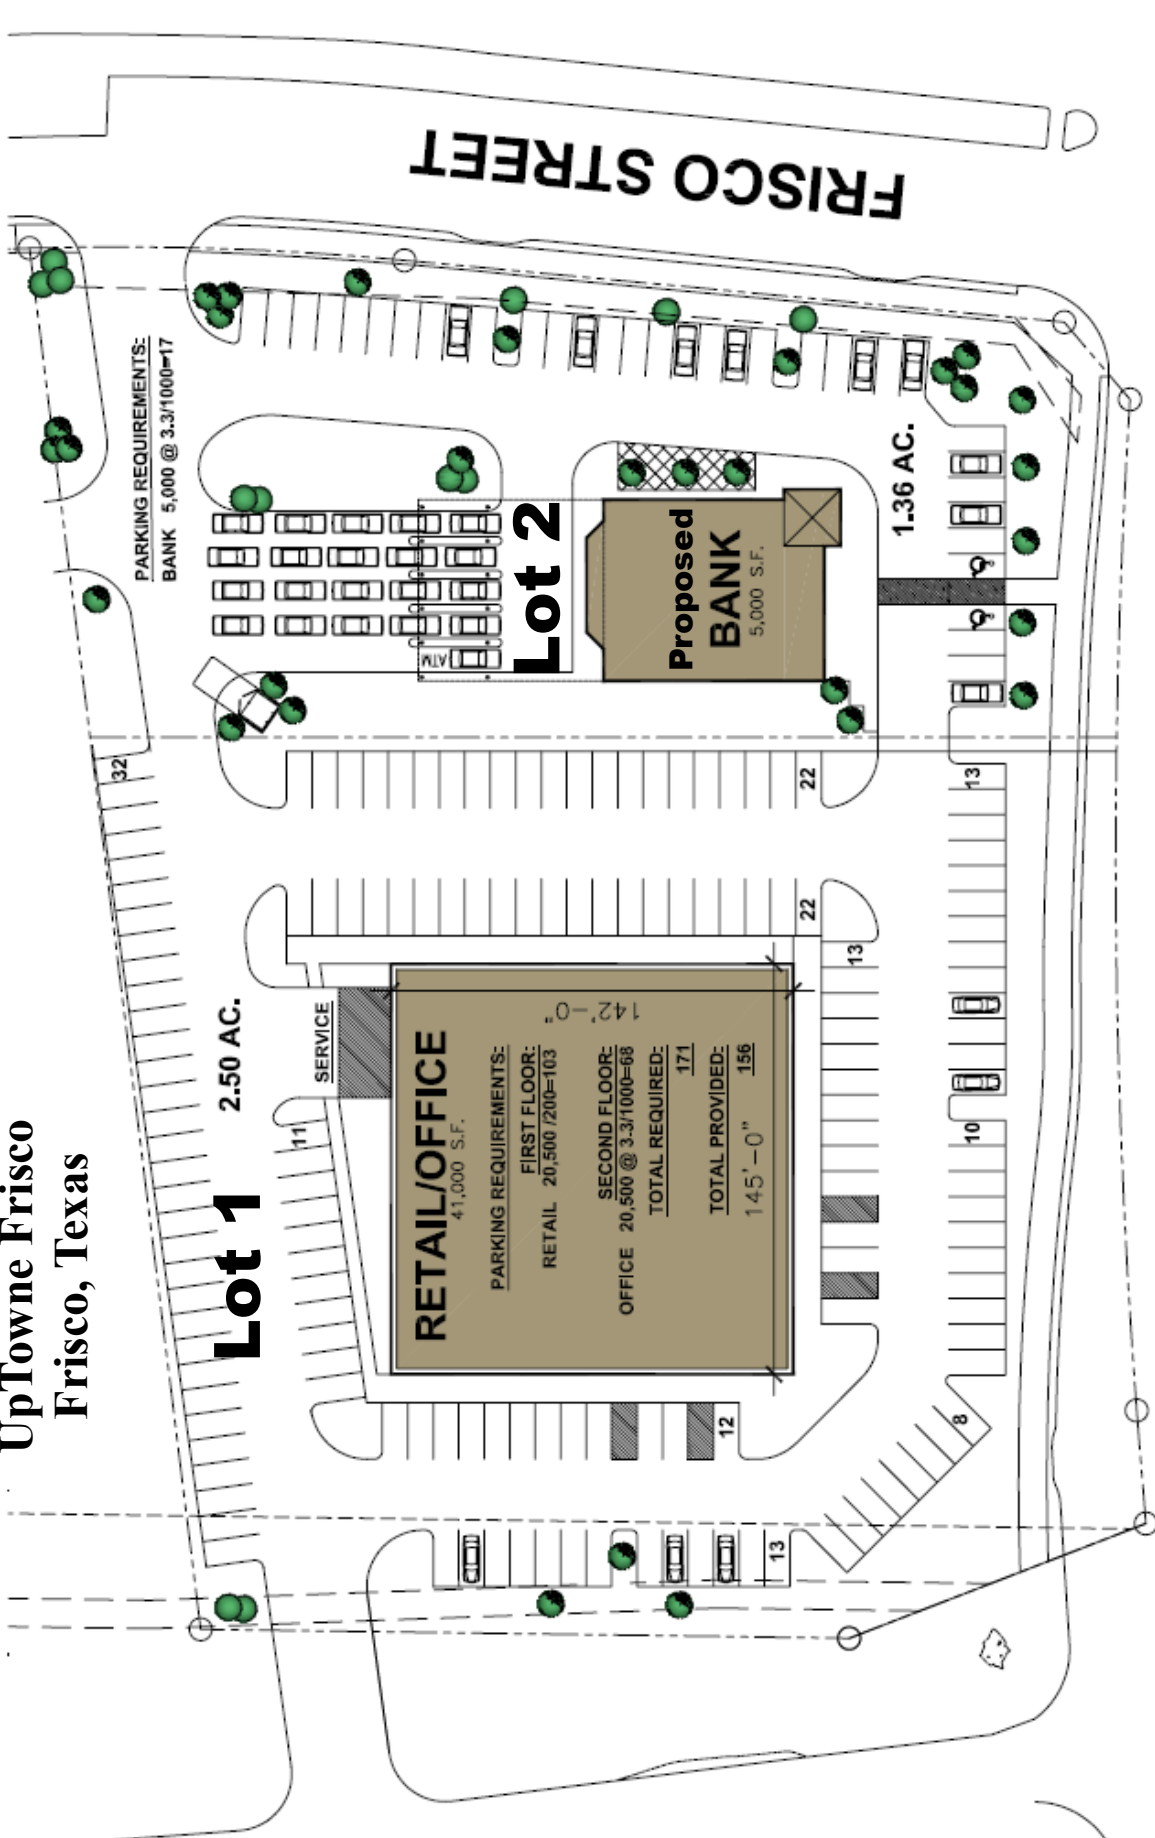 UpTowne Frisco
Frisco, Texas
FRISCO STREET
PARKING REQUIREMENTS:
BANK 5,000 @ 3.3/1000=17
Lot 2
1.36 AC.
Proposed
BANK
5,000 S.F.
ATM
32
22
13
22
13
2.50 AC.
SERVICE
11
10
Lot 1
RETAIL/OFFICE
41,000 S.F.
PARKING REQUIREMENTS:
FIRST FLOOR:
RETAIL 20,500 /200=103
SECOND FLOOR:
OFFICE 20,500 @ 3.3/1000=68
TOTAL REQUIRED:
171
TOTAL PROVIDED:
156
145'-0"
142'-0"
12
8
13